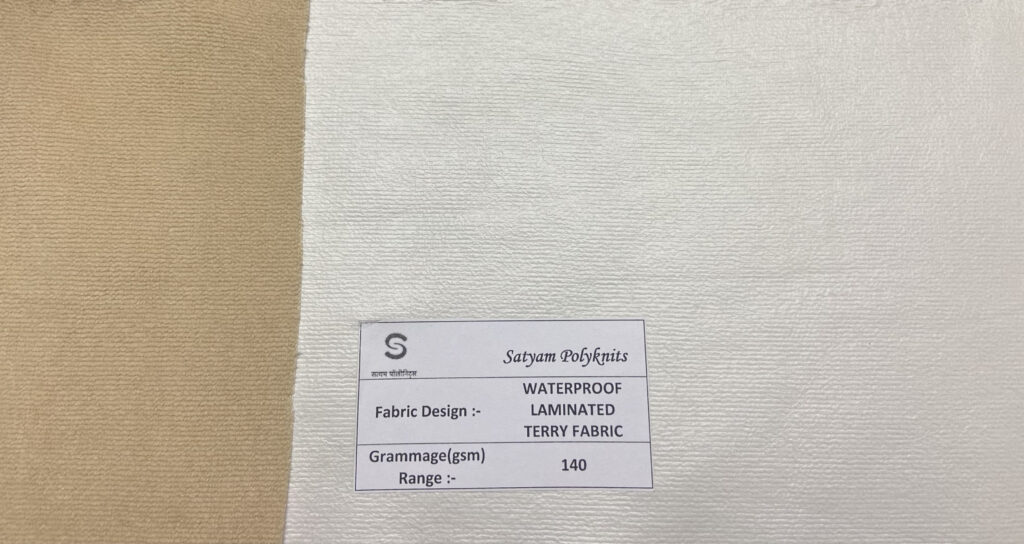 Satyam Polyknits
सत्यम पॉलीनिट्स
Fabric Design :-
WATERPROOF
LAMINATED
TERRY FABRIC
Grammage(gsm)
Range :-
140